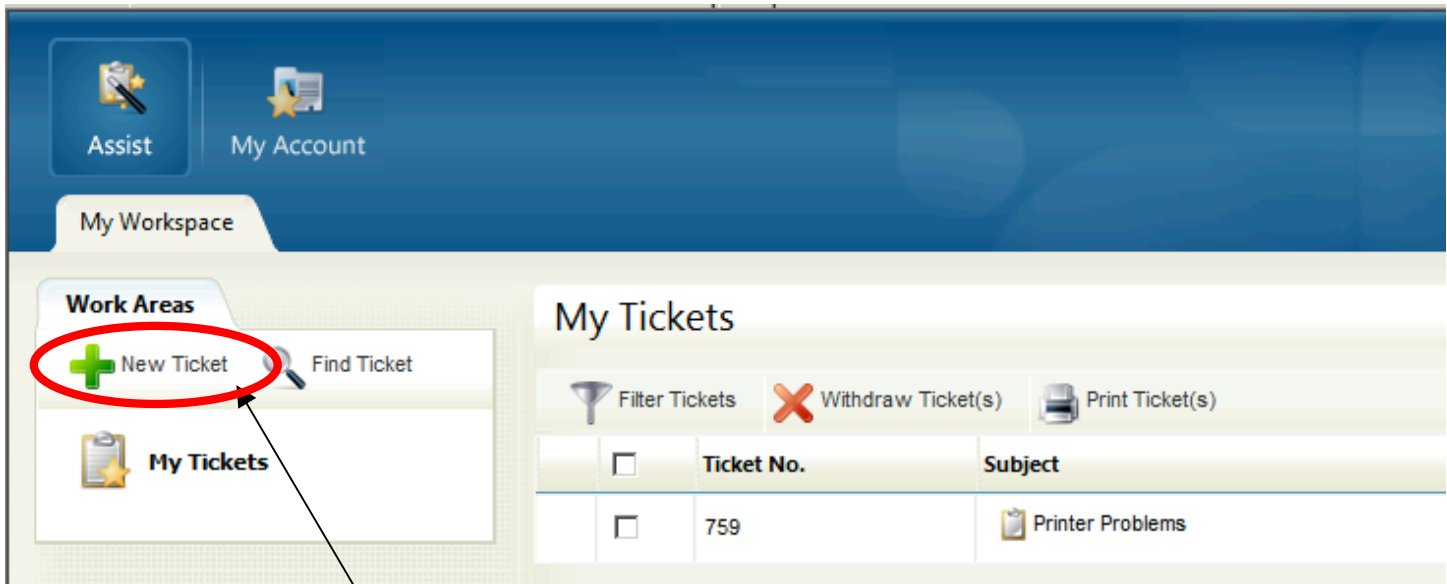 Assist
My Account
My Workspace
Work Areas
New Ticket
Find Ticket
My Tickets
My Tickets
Filter Tickets
Withdraw Ticket(s)
Print Ticket(s)
Ticket No.
Subject
759
Printer Problems